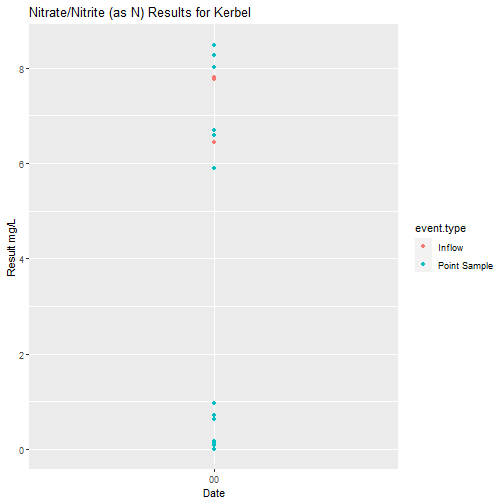 Nitrate/Nitrite (as N) Results for Kerbel
8
6
4
2
0
Result mg/L
00
Date
event.type
Inflow
Point Sample